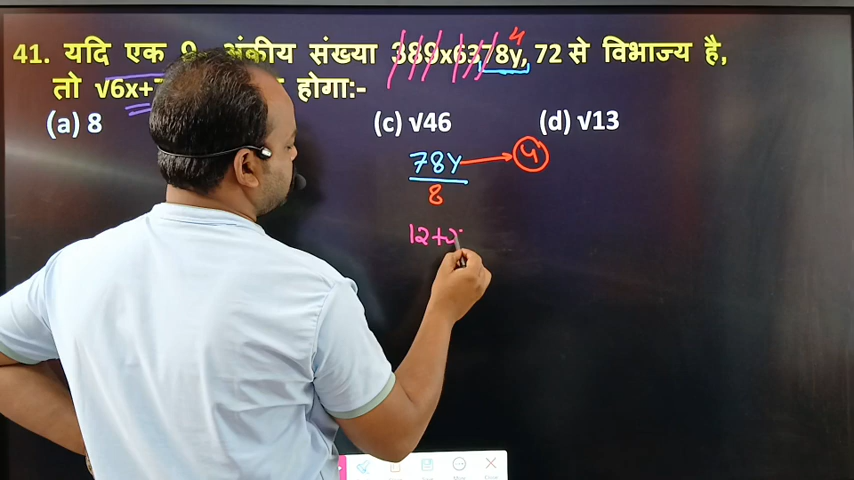 41. यदि एक 9 अंकीय संख्या 389x6378y, 72 से विभाज्य है,
4
तो √6x+ होगा:-
(a) 8 (c) √46 (d) √13
78y 4
8
12+x